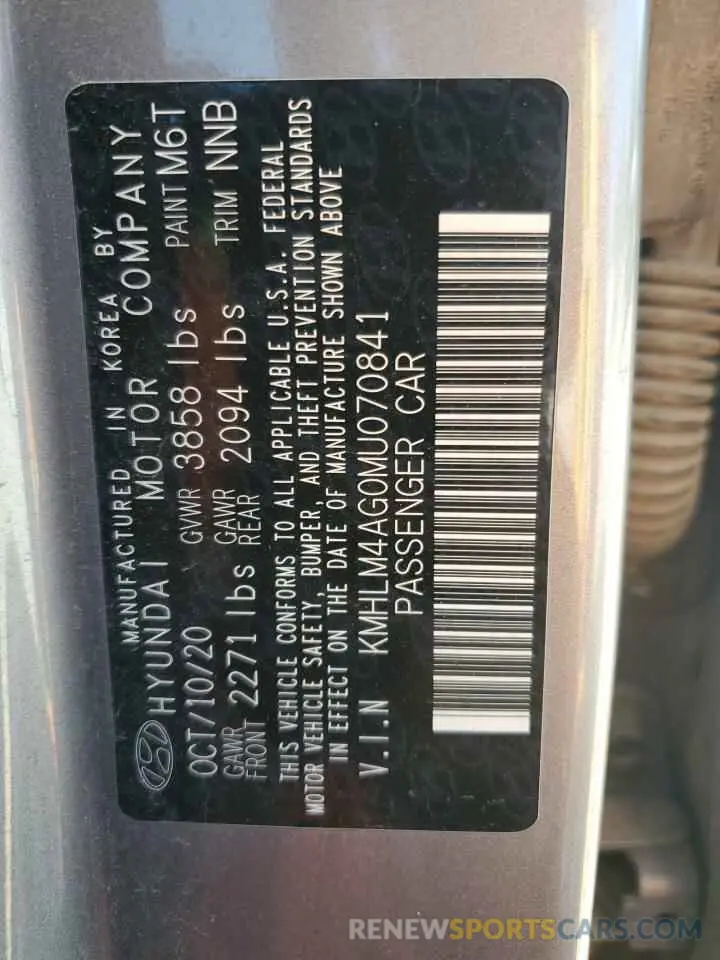 MANUFACTURED IN KOREA BY
HYUNDAI MOTOR COMPANY
OCT/10/20 GVWR 3858 lbs PAINT M6T
GAWR FRONT 2271 lbs GAWR REAR 2094 lbs TRIM NNB
THIS VEHICLE CONFORMS TO ALL APPLICABLE U.S.A. FEDERAL
MOTOR VEHICLE SAFETY, BUMPER, AND THEFT PREVENTION STANDARDS
IN EFFECT ON THE DATE OF MANUFACTURE SHOWN ABOVE
V.I.N KMHLM4AG0MU070841
PASSENGER CAR
RENEWSPORTSCARS.COM